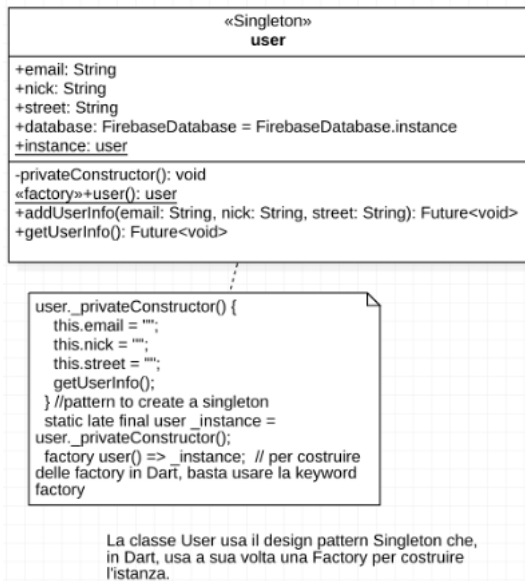 «Singleton»
user
+email: String
+nick: String
+street: String
+database: FirebaseDatabase = FirebaseDatabase.instance
+instance: user
-privateConstructor(): void
«factory»+user(): user
+addUserInfo(email: String, nick: String, street: String): Future<void>
+getUserInfo(): Future<void>
user._privateConstructor() {
this.email = "";
this.nick = "";
this.street = "";
getUserInfo();
} //pattern to create a singleton
static late final user _instance =
user._privateConstructor();
factory user() => _instance; // per costruire
delle factory in Dart, basta usare la keyword
factory
La classe User usa il design pattern Singleton che,
in Dart, usa a sua volta una Factory per costruire
l'istanza.